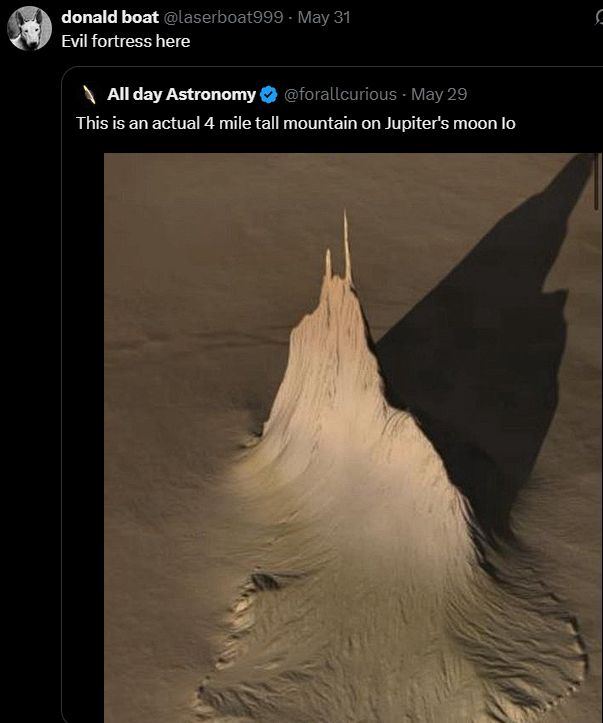 donald boat @laserboat999 · May 31
Evil fortress here
All day Astronomy @forallcurious · May 29
This is an actual 4 mile tall mountain on Jupiter's moon Io